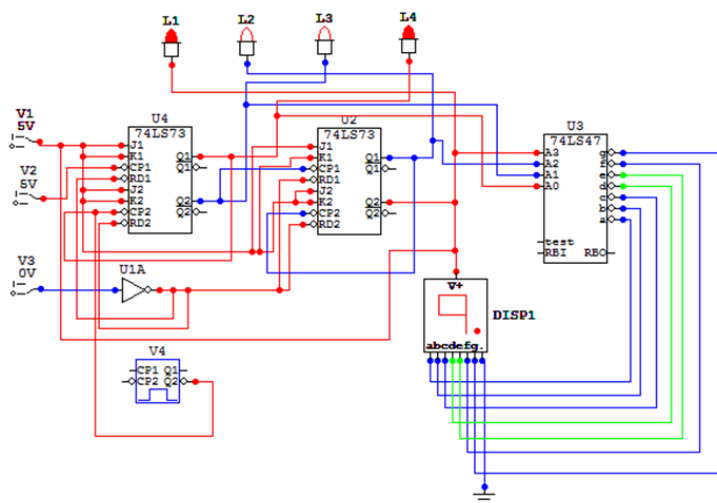 L1
L2
L3
L4
V1
5V
U4
74LS73
J1
K1
CP1
RD1
J2
K2
CP2
RD2
Q1
Q1
Q2
Q2
U2
74LS73
J1
K1
CP1
RD1
J2
K2
CP2
RD2
Q1
Q1
Q2
Q2
U3
74LS47
A3
A2
A1
A0
test
RBI
g
f
e
d
c
b
a
RBO
V2
5V
V3
0V
U1A
V+
abcdefg.
DISP1
V4
CP1 Q1
CP2 Q2